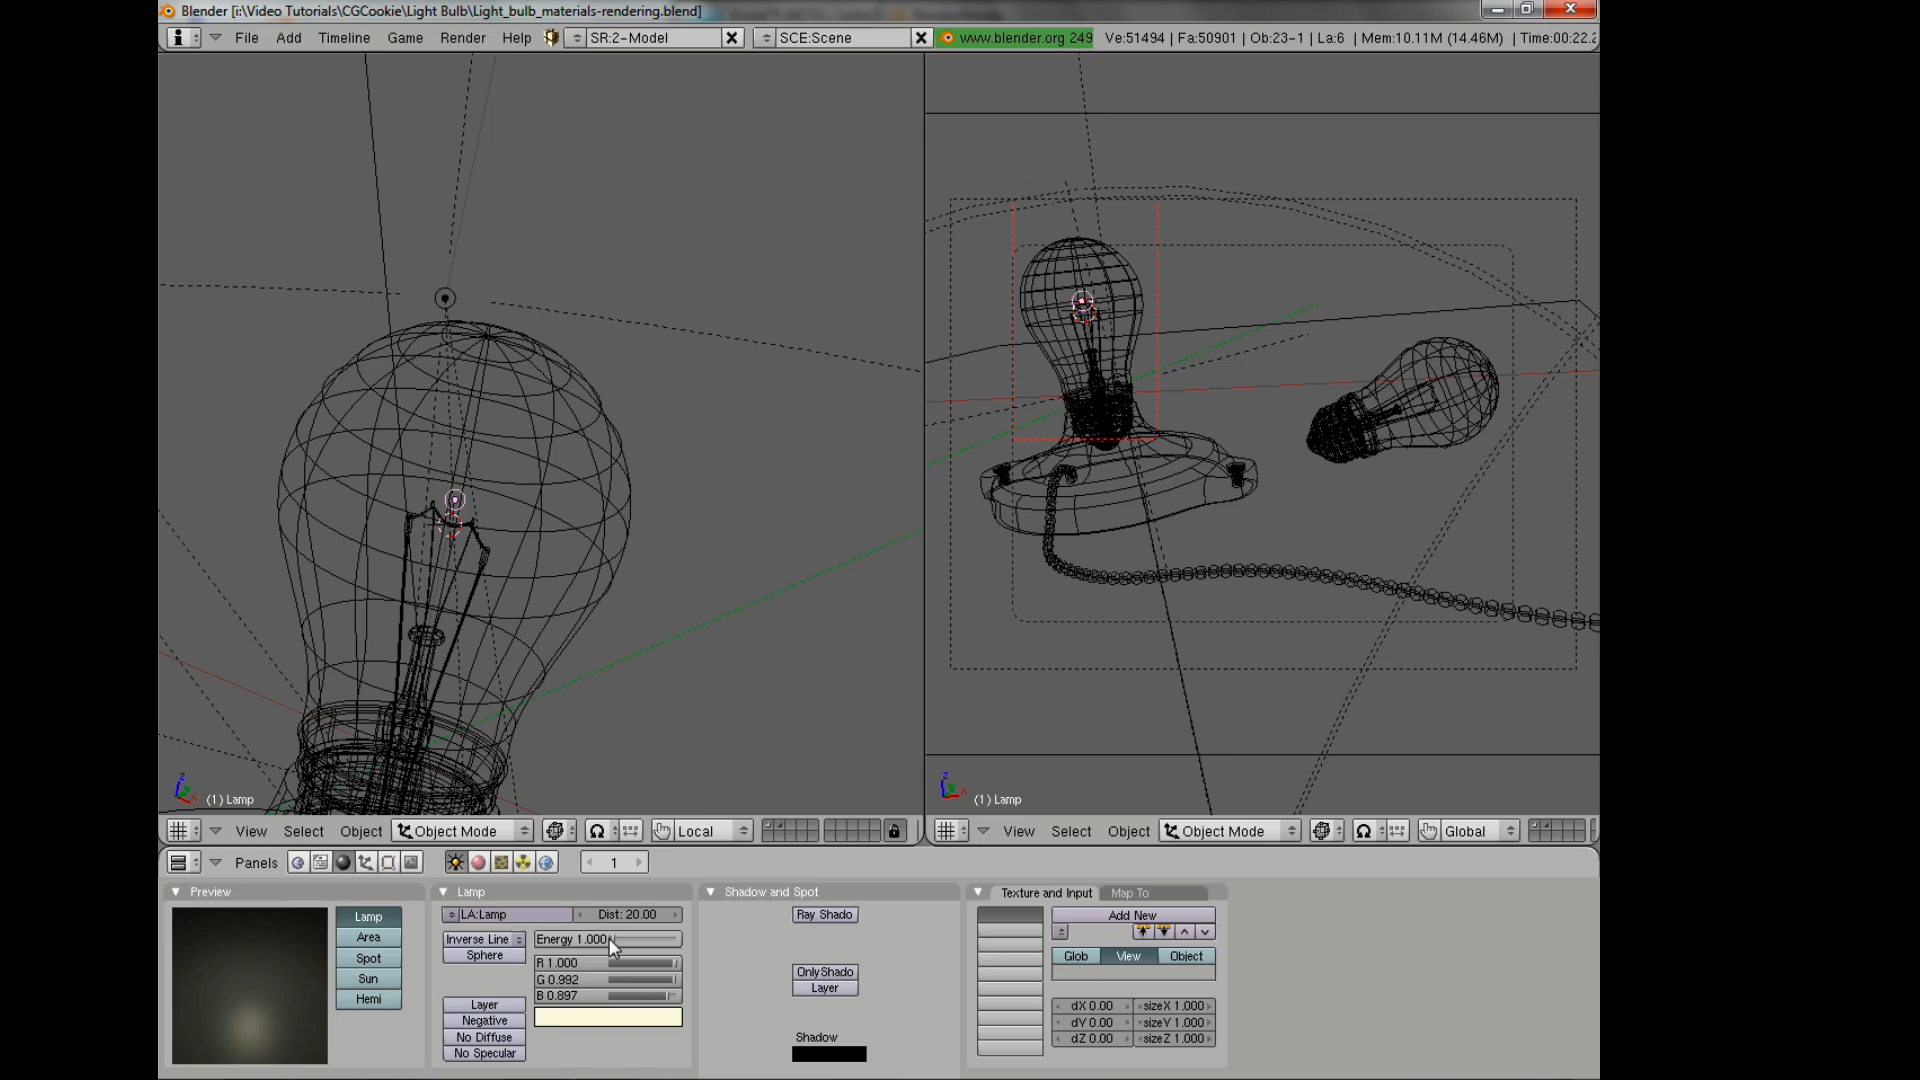 Blender [i:\Video Tutorials\CGCookie\Light Bulb\Light_bulb_materials-rendering.blend]
File Add Timeline Game Render Help SR:2-Model SCE:Scene www.blender.org 249 Ve:51494 | Fa:50901 | Ob:23-1 | La:6 | Mem:10.11M (14.46M) | Time:00:22.2
z x (1) Lamp
z x (1) Lamp
View Select Object Object Mode Local
View Select Object Object Mode Global
Panels 1
Preview
Lamp
Area
Spot
Sun
Hemi
Lamp
LA:Lamp Dist: 20.00
Inverse Line Energy 1.000
Sphere
R 1.000
G 0.992
B 0.897
Layer
Negative
No Diffuse
No Specular
Shadow and Spot
Ray Shado
OnlyShado
Layer
Shadow
Texture and Input Map To
Add New
Glob View Object
dX 0.00 sizeX 1.000
dY 0.00 sizeY 1.000
dZ 0.00 sizeZ 1.000